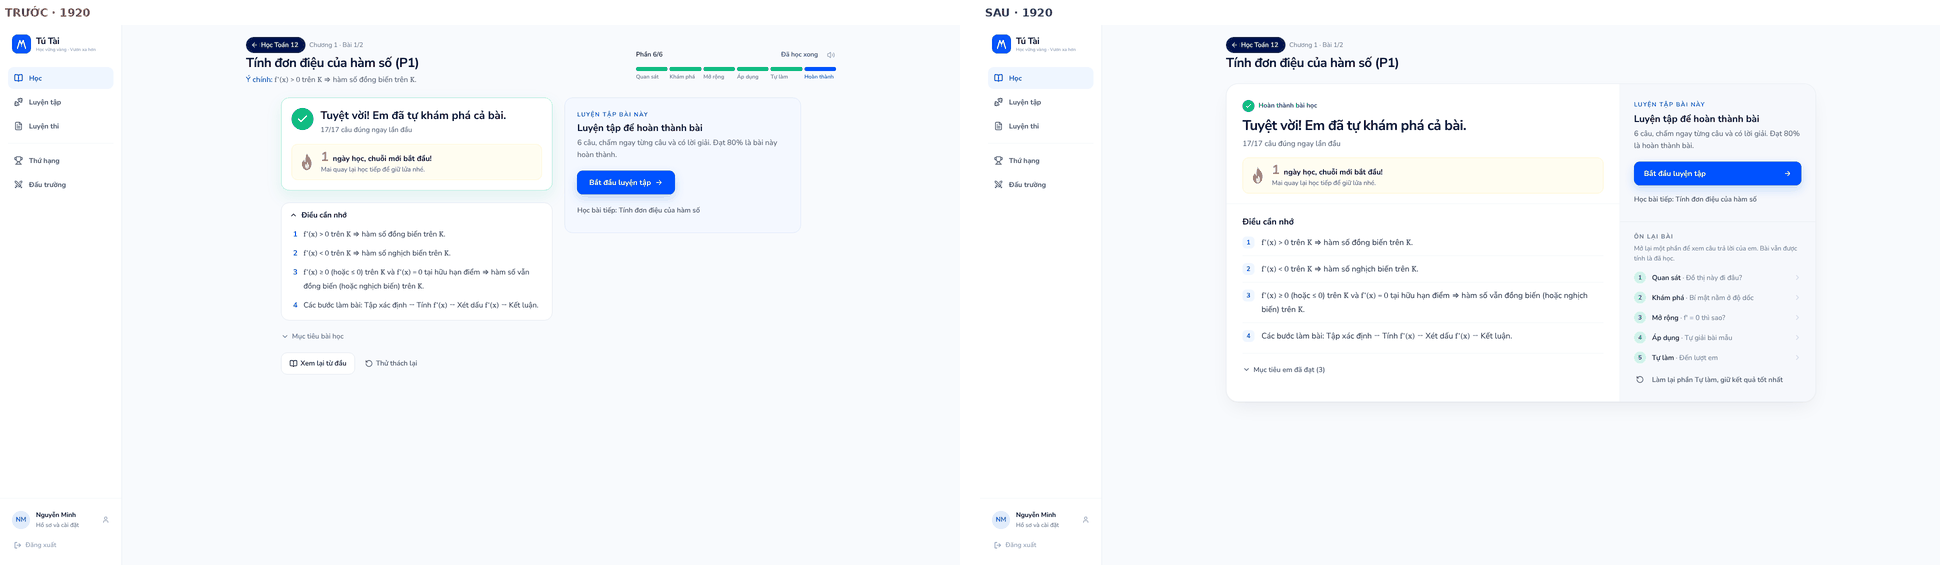 TRƯỚC · 1920
Tú Tài
Học vững vàng - Vươn xa hơn
Học
Luyện tập
Luyện thi
Thứ hạng
Đấu trường
NM
Nguyễn Minh
Hồ sơ và cài đặt
Đăng xuất
← Học Toán 12
Chương 1 · Bài 1/2
Tính đơn điệu của hàm số (P1)
Ý chính: f'(x) > 0 trên K ⇒ hàm số đồng biến trên K.
Phần 6/6
Đã học xong
Quan sát
Khám phá
Mở rộng
Áp dụng
Tự làm
Hoàn thành
Tuyệt vời! Em đã tự khám phá cả bài.
17/17 câu đúng ngay lần đầu
1 ngày học, chuỗi mới bắt đầu!
Mai quay lại học tiếp để giữ lửa nhé.
Điều cần nhớ
1 f'(x) > 0 trên K ⇒ hàm số đồng biến trên K.
2 f'(x) < 0 trên K ⇒ hàm số nghịch biến trên K.
3 f'(x) ≥ 0 (hoặc ≤ 0) trên K và f'(x) = 0 tại hữu hạn điểm ⇒ hàm số vẫn
đồng biến (hoặc nghịch biến) trên K.
4 Các bước làm bài: Tập xác định → Tính f'(x) → Xét dấu f'(x) → Kết luận.
Mục tiêu bài học
Xem lại từ đầu
Thử thách lại
LUYỆN TẬP BÀI NÀY
Luyện tập để hoàn thành bài
6 câu, chấm ngay từng câu và có lời giải. Đạt 80% là bài này
hoàn thành.
Bắt đầu luyện tập →
Học bài tiếp: Tính đơn điệu của hàm số
SAU · 1920
Tú Tài
Học vững vàng - Vươn xa hơn
Học
Luyện tập
Luyện thi
Thứ hạng
Đấu trường
NM
Nguyễn Minh
Hồ sơ và cài đặt
Đăng xuất
← Học Toán 12
Chương 1 · Bài 1/2
Tính đơn điệu của hàm số (P1)
Hoàn thành bài học
Tuyệt vời! Em đã tự khám phá cả bài.
17/17 câu đúng ngay lần đầu
1 ngày học, chuỗi mới bắt đầu!
Mai quay lại học tiếp để giữ lửa nhé.
Điều cần nhớ
1 f'(x) > 0 trên K ⇒ hàm số đồng biến trên K.
2 f'(x) < 0 trên K ⇒ hàm số nghịch biến trên K.
3 f'(x) ≥ 0 (hoặc ≤ 0) trên K và f'(x) = 0 tại hữu hạn điểm ⇒ hàm số vẫn đồng biến (hoặc nghịch
biến) trên K.
4 Các bước làm bài: Tập xác định → Tính f'(x) → Xét dấu f'(x) → Kết luận.
Mục tiêu em đã đạt (3)
LUYỆN TẬP BÀI NÀY
Luyện tập để hoàn thành bài
6 câu, chấm ngay từng câu và có lời giải. Đạt 80%
là hoàn thành bài.
Bắt đầu luyện tập →
Học bài tiếp: Tính đơn điệu của hàm số
ÔN LẠI BÀI
Mở lại một phần để xem câu trả lời của em. Bài vẫn được
tính là đã học.
1 Quan sát · Đồ thị này đi đâu?
2 Khám phá · Bí mật nằm ở độ dốc
3 Mở rộng · f' = 0 thì sao?
4 Áp dụng · Tự giải bài mẫu
5 Tự làm · Đến lượt em
Làm lại phần Tự làm, giữ kết quả tốt nhất